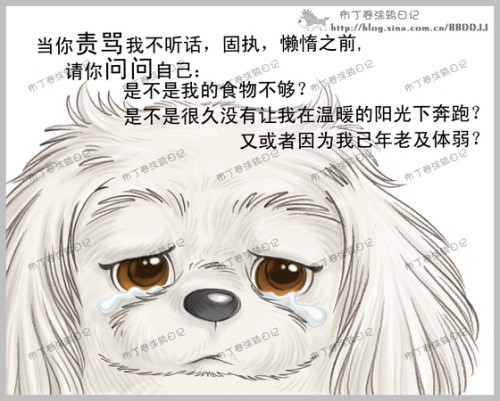 布丁卷涂鸦日记
http://blog.sina.com.cn/BBDDJJ
当你责骂我不听话，固执，懒惰之前，
请你问问自己：
是不是我的食物不够？
是不是很久没有让我在温暖的阳光下奔跑？
又或者因为我已年老及体弱？